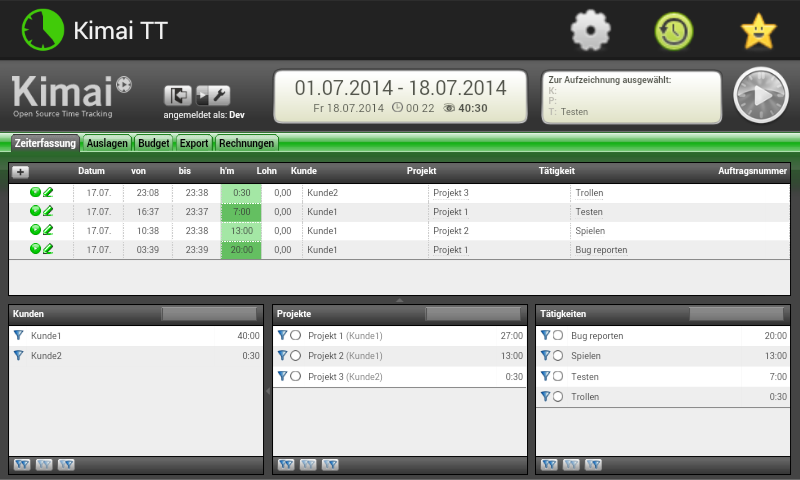 Kimai TT
Kimai
Open Source Time Tracking
angemeldet als: Dev
01.07.2014 - 18.07.2014
Fr 18.07.2014 00 22 40:30
Zur Aufzeichnung ausgewählt:
K:
P:
T: Testen
Zeiterfassung Auslagen Budget Export Rechnungen
+ Datum von bis h'm Lohn Kunde Projekt Tätigkeit Auftragsnummer
17.07. 23:08 23:38 0:30 0,00 Kunde2 Projekt 3 Trollen
17.07. 16:37 23:37 7:00 0,00 Kunde1 Projekt 1 Testen
17.07. 10:38 23:38 13:00 0,00 Kunde1 Projekt 2 Spielen
17.07. 03:39 23:39 20:00 0,00 Kunde1 Projekt 1 Bug reporten
Kunden
Kunde1 40:00
Kunde2 0:30
Projekte
Projekt 1 (Kunde1) 27:00
Projekt 2 (Kunde1) 13:00
Projekt 3 (Kunde2) 0:30
Tätigkeiten
Bug reporten 20:00
Spielen 13:00
Testen 7:00
Trollen 0:30